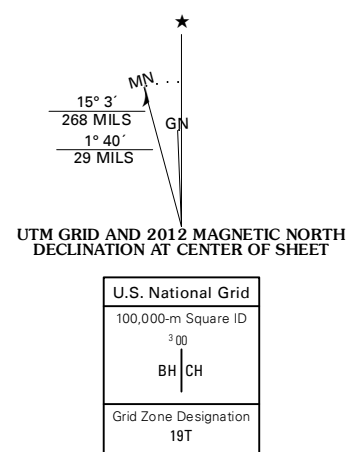 ★
MN
GN
15° 3´
268 MILS
1° 40´
29 MILS
UTM GRID AND 2012 MAGNETIC NORTH
DECLINATION AT CENTER OF SHEET
U.S. National Grid
100,000-m Square ID
³00
BH CH
Grid Zone Designation
19T